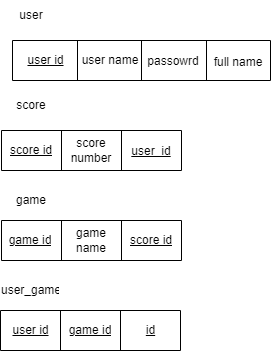 user
user id user name passowrd full name
score
score id score number user_id
game
game id game name score id
user_game
user id game id id